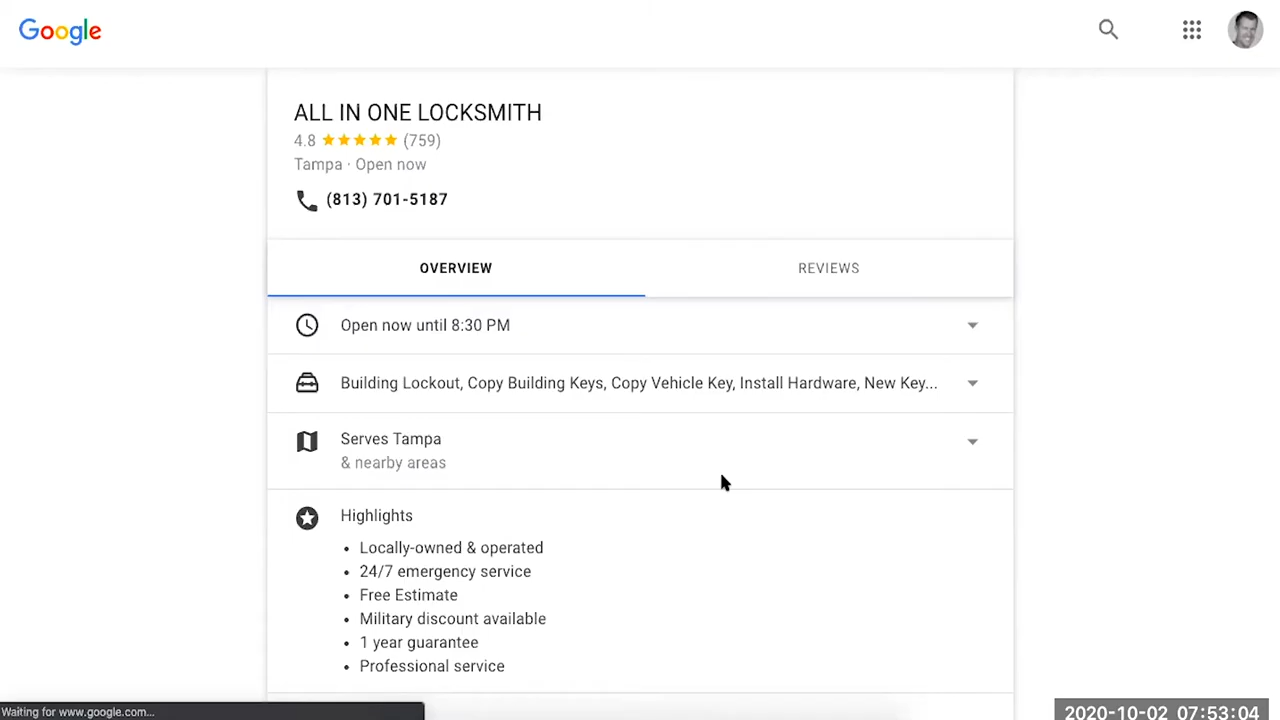 Google
ALL IN ONE LOCKSMITH
4.8 ★★★★★ (759)
Tampa · Open now
(813) 701-5187
OVERVIEW
REVIEWS
Open now until 8:30 PM
Building Lockout, Copy Building Keys, Copy Vehicle Key, Install Hardware, New Key...
Serves Tampa
& nearby areas
Highlights
• Locally-owned & operated
• 24/7 emergency service
• Free Estimate
• Military discount available
• 1 year guarantee
• Professional service
Waiting for www.google.com...
2020-10-02 07:53:04